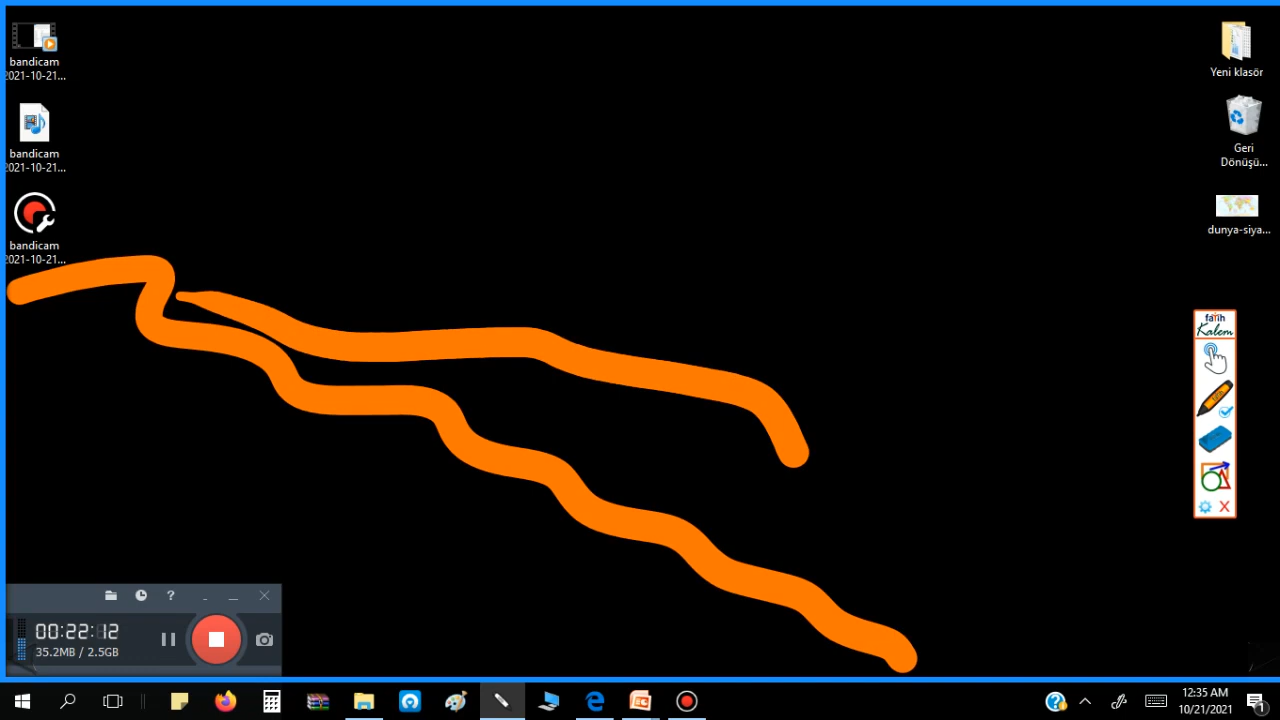 bandicam
2021-10-21...
bandicam
2021-10-21...
bandicam
2021-10-21...
Yeni klasör
Geri
Dönüşü...
dunya-siya...
fatih
Kalem
00:22:12
35.2MB / 2.5GB
12:35 AM
10/21/2021
1